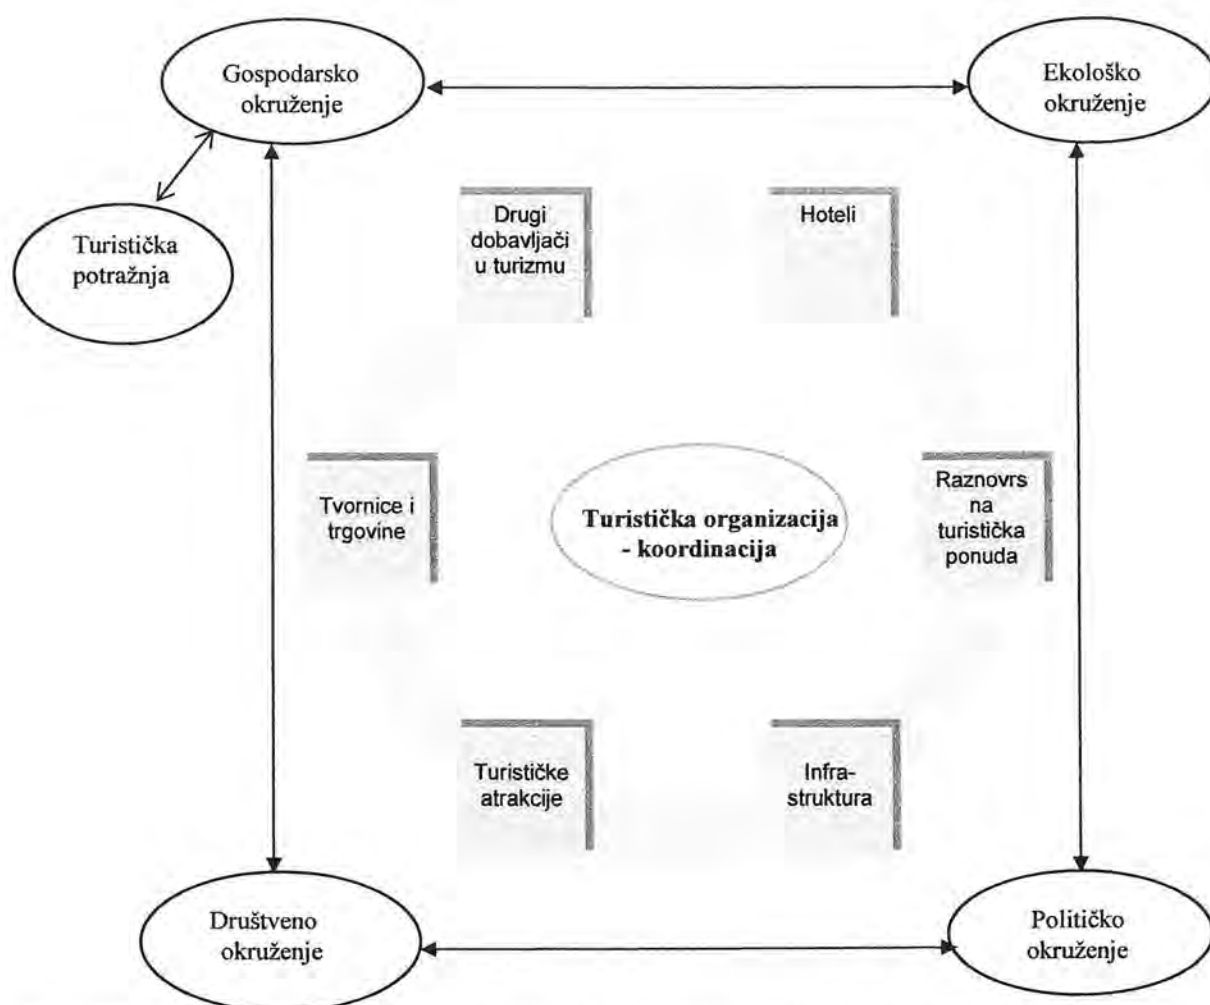 Gospodarsko
okruženje
Ekološko
okruženje
Turistička
potražnja
Drugi
dobavljači
u turizmu
Hoteli
Tvornice i
trgovine
Turistička organizacija
- koordinacija
Raznovrs
na
turistička
ponuda
Turističke
atrakcije
Infra-
struktura
Društveno
okruženje
Političko
okruženje